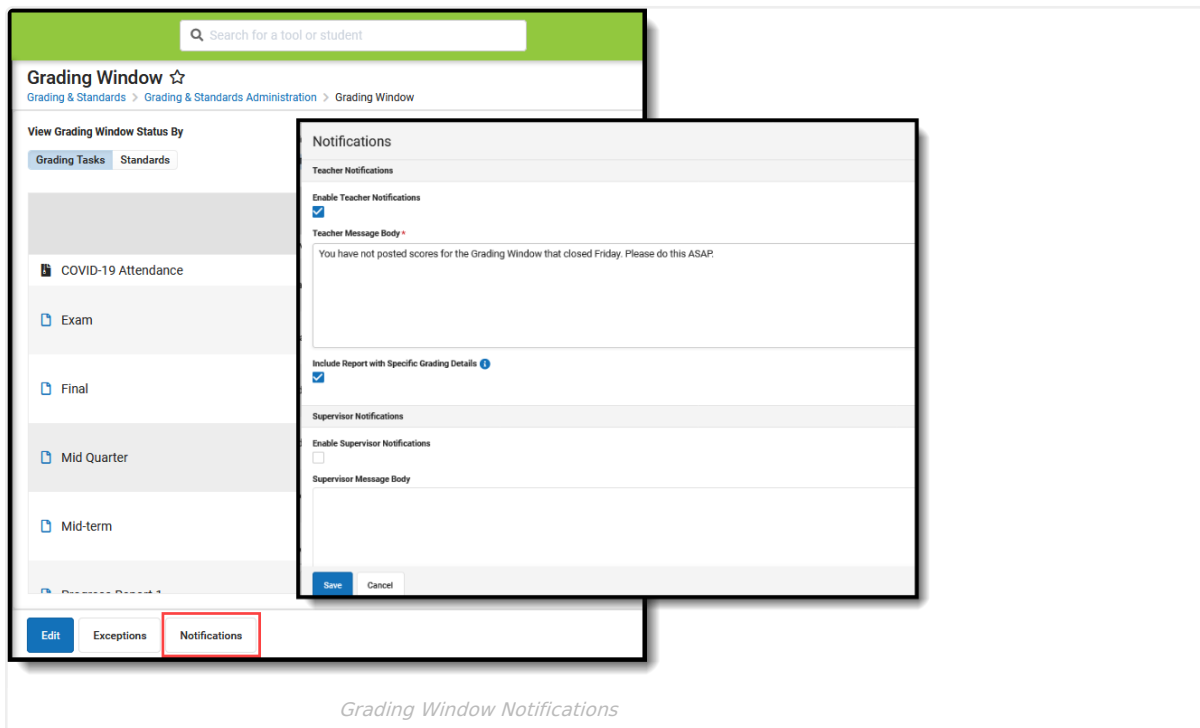 Search for a tool or student
Grading Window
Grading & Standards > Grading & Standards Administration > Grading Window
View Grading Window Status By
Grading Tasks Standards
COVID-19 Attendance
Exam
Final
Mid Quarter
Mid-term
Progress Report 1
Edit Exceptions Notifications
Notifications
Teacher Notifications
Enable Teacher Notifications
Teacher Message Body *
You have not posted scores for the Grading Window that closed Friday. Please do this ASAP.
Include Report with Specific Grading Details
Supervisor Notifications
Enable Supervisor Notifications
Supervisor Message Body
Save Cancel
Grading Window Notifications